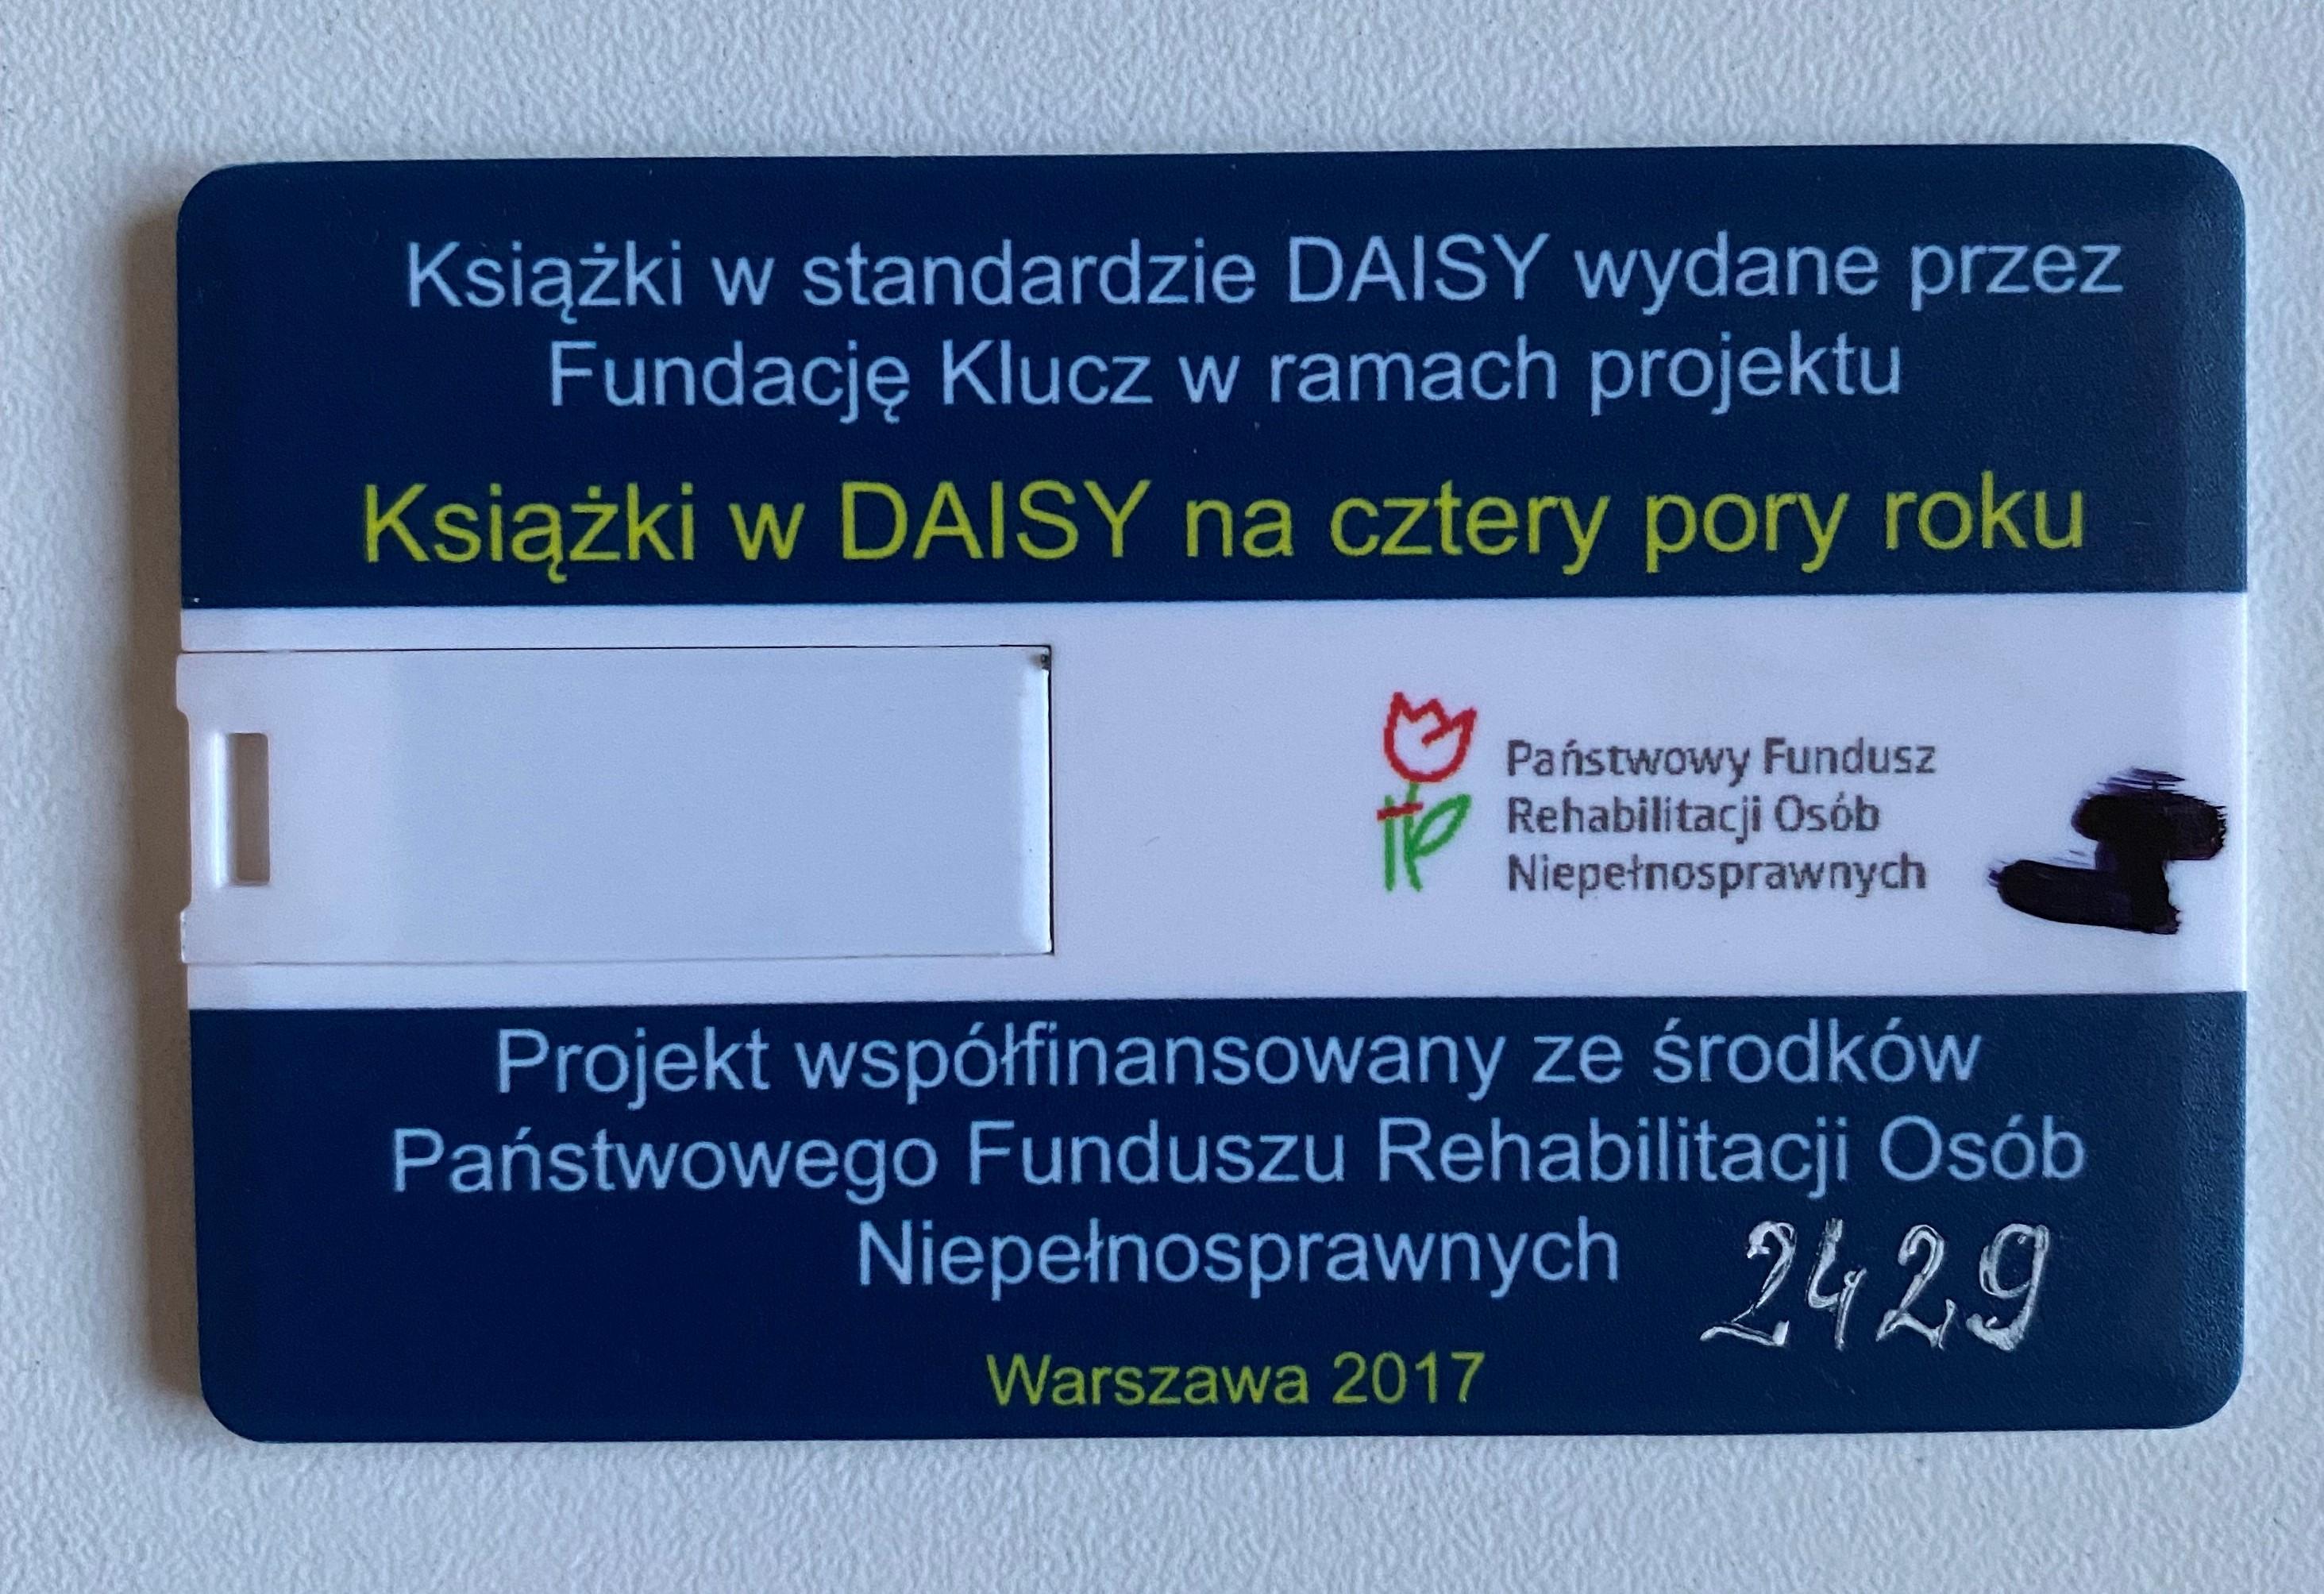 Książki w standardzie DAISY wydane przez
Fundację Klucz w ramach projektu
Książki w DAISY na cztery pory roku
Państwowy Fundusz
Rehabilitacji Osób
Niepełnosprawnych
Projekt współfinansowany ze środków
Państwowego Funduszu Rehabilitacji Osób
Niepełnosprawnych
2429
Warszawa 2017